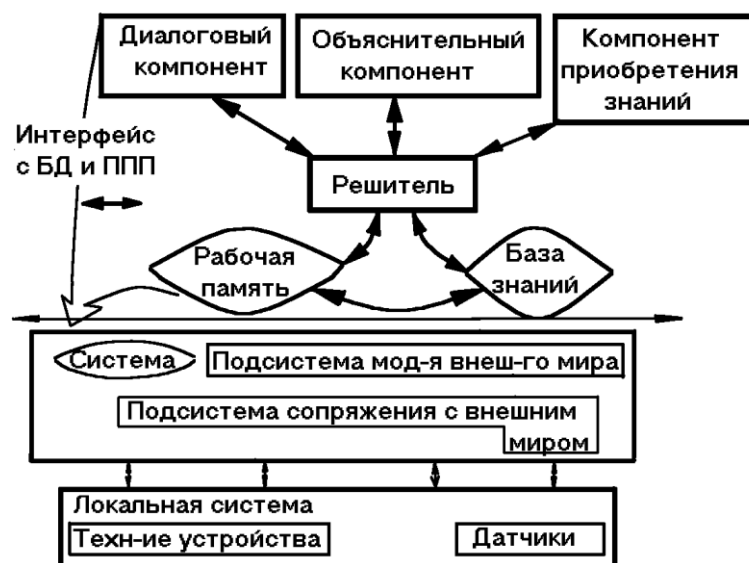 Диалоговый
компонент
Объяснительный
компонент
Компонент
приобретения
знаний
Интерфейс
с БД и ППП
Решитель
Рабочая
память
База
знаний
Система
Подсистема мод-я внеш-го мира
Подсистема сопряжения с внешним
миром
Локальная система
Техн-ие устройства
Датчики